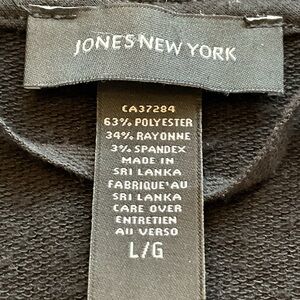 JONES NEW YORK
CA37284
63% POLYESTER
34% RAYONNE
3% SPANDEX
MADE IN
SRI LANKA
FABRIQUE'AU
SRI LANKA
CARE OVER
ENTRETIEN
AU VERSO
L/G